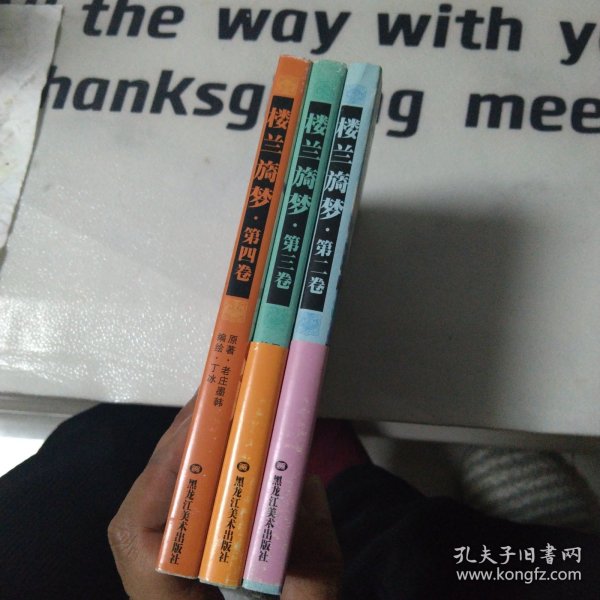 the way with y
hanksg
ng meet
楼兰旖梦·第四卷
原著·老庄墨韩
编绘·丁冰
黑龙江美术出版社
楼兰旖梦·第三卷
黑龙江美术出版社
楼兰旖梦·第二卷
黑龙江美术出版社
孔夫子旧书网
www.kongfz.com